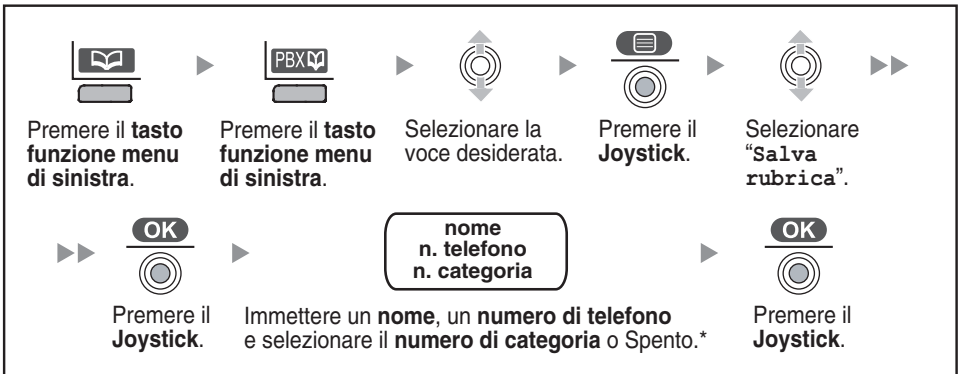 PBX
Premere il tasto
funzione menu
di sinistra.
Premere il tasto
funzione menu
di sinistra.
Selezionare la
voce desiderata.
Premere il
Joystick.
Selezionare
“Salva
rubrica”.
OK
Premere il
Joystick.
nome
n. telefono
n. categoria
Immettere un nome, un numero di telefono
e selezionare il numero di categoria o Spento.*
OK
Premere il
Joystick.